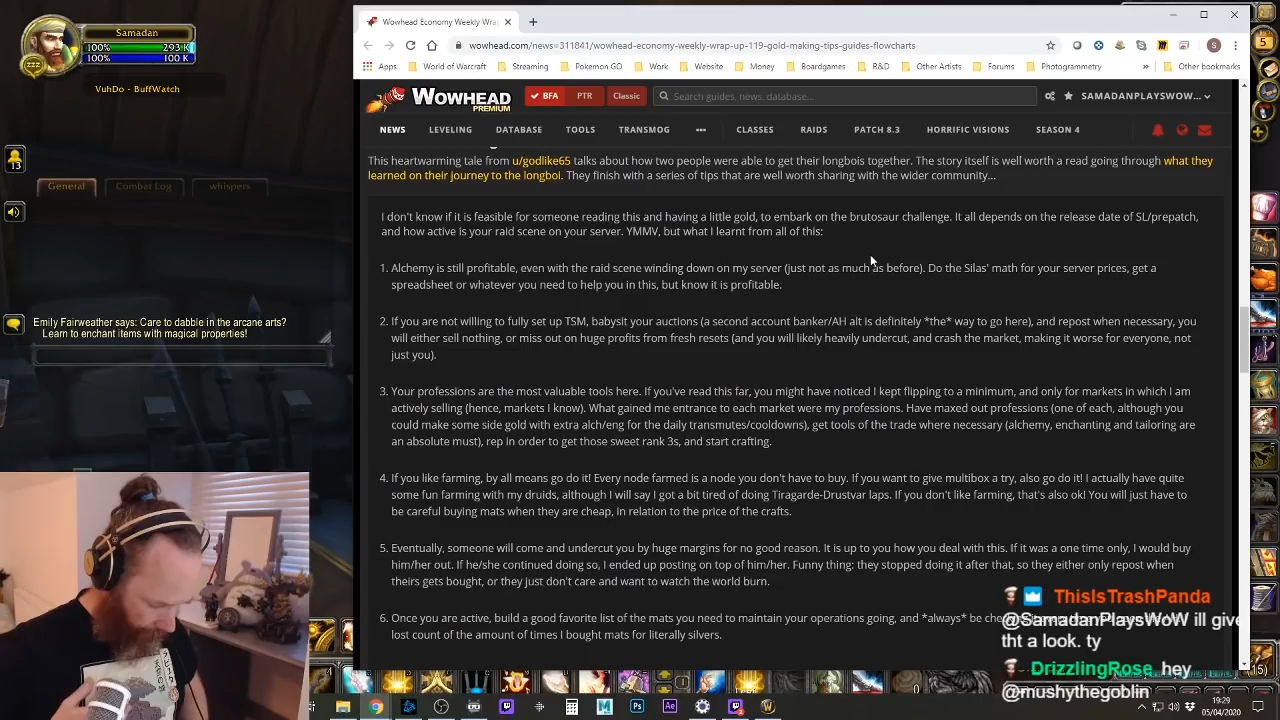 Samadan
100% 293 K
100% 100 K
zzz
VuhDo - BuffWatch
General Combat Log whispers
Emily Fairweather says: Care to dabble in the arcane arts?
Learn to enchant items with magical properties!
Wowhead Economy Weekly Wra
wowhead.com/news=311841/wowhead-economy-weekly-wrap-up-119-gold-making-tips-guides-flowcharts
Apps World of Warcraft Streaming Pokemon GO Work Website Money Boardgames R&D Other Artists Forums Photogrammetry » Other bookmarks
WOWHEAD PREMIUM BFA PTR Classic Search guides, news, database... SAMADANPLAYSWOW...
NEWS LEVELING DATABASE TOOLS TRANSMOG ••• CLASSES RAIDS PATCH 8.3 HORRIFIC VISIONS SEASON 4
This heartwarming tale from u/godlike65 talks about how two people were able to get their longbois together. The story itself is well worth a read going through what they
learned on their journey to the longboi. They finish with a series of tips that are well worth sharing with the wider community...
I don't know if it is feasible for someone reading this and having a little gold, to embark on the brutosaur challenge. It all depends on the release date of SL/prepatch,
and how active is your raid scene on your server. YMMV, but what I learnt from all of this:
1. Alchemy is still profitable, even with the raid scene winding down on my server (just not as much as before). Do the Silas' math for your server prices, get a
spreadsheet or whatever you need to help you in this, but know it is profitable.
2. If you are not willing to fully set up TSM, babysit your auctions (a second account banker/AH alt is definitely *the* way to go here), and repost when necessary, you
will either sell nothing, or miss out on huge profits from fresh resets (and you will likely heavily undercut, and crash the market, making it worse for everyone, not
just you).
3. Your professions are the most valuable tools here. If you've read this far, you might have noticed I kept flipping to a minimum, and only for markets in which I am
actively selling (hence, markets I know). What gained me entrance to each market were my professions. Have maxed out professions (one of each, although you
could make some side gold with extra alch/eng for the daily transmutes/cooldowns), get tools of the trade where necessary (alchemy, enchanting and tailoring are
an absolute must), rep in order to get those sweet rank 3s, and start crafting.
4. If you like farming, by all means go do it! Every node farmed is a node you don't have to buy. If you want to give multibox a try, also go do it! I actually have quite
some fun farming with my druids, although I will say I got a bit tired of doing Tiragarde-Drustvar laps. If you don't like farming, that's also ok! You will just have to
be careful buying mats when they are cheap, in relation to the price of the crafts.
5. Eventually, someone will come and undercut you by huge margins for no good reason. It is up to you how you deal with this. If it was a one time only, I would buy
him/her out. If he/she continued doing so, I ended up posting on top of him/her. Funny thing: they stopped doing it after that, so they either only repost when
theirs gets bought, or they just don't care and want to watch the world burn.
6. Once you are active, build a good favorite list of the mats you need to maintain your operations going, and *always* be
lost count of the amount of times I bought mats for literally silvers.
ThisIsTrashPanda
@SamadanPlaysWoW ill give
tht a look. ty
DrizzlingRose hey
@mushythegoblin
19:29
05/04/2020